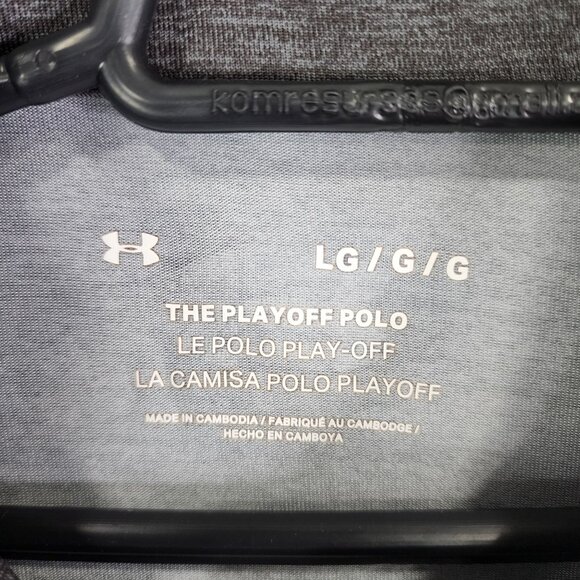 LG / G / G
THE PLAYOFF POLO
LE POLO PLAY-OFF
LA CAMISA POLO PLAYOFF
MADE IN CAMBODIA / FABRIQUÉ AU CAMBODGE /
HECHO EN CAMBOYA